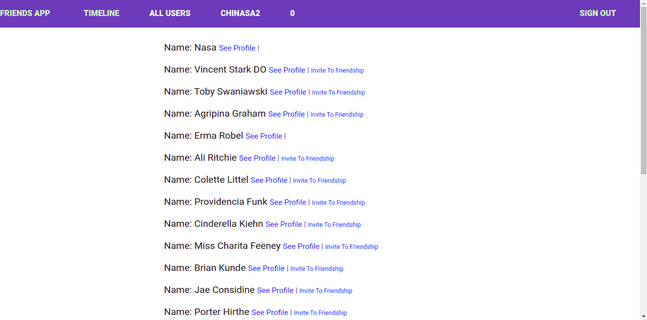 FRIENDS APP TIMELINE ALL USERS CHINASA2 0 SIGN OUT
Name: Nasa See Profile |
Name: Vincent Stark DO See Profile | Invite To Friendship
Name: Toby Swaniawski See Profile | Invite To Friendship
Name: Agripina Graham See Profile | Invite To Friendship
Name: Erma Robel See Profile |
Name: Ali Ritchie See Profile | Invite To Friendship
Name: Colette Littel See Profile | Invite To Friendship
Name: Providencia Funk See Profile | Invite To Friendship
Name: Cinderella Kiehn See Profile | Invite To Friendship
Name: Miss Charita Feeney See Profile | Invite To Friendship
Name: Brian Kunde See Profile | Invite To Friendship
Name: Jae Considine See Profile | Invite To Friendship
Name: Porter Hirthe See Profile | Invite To Friendship